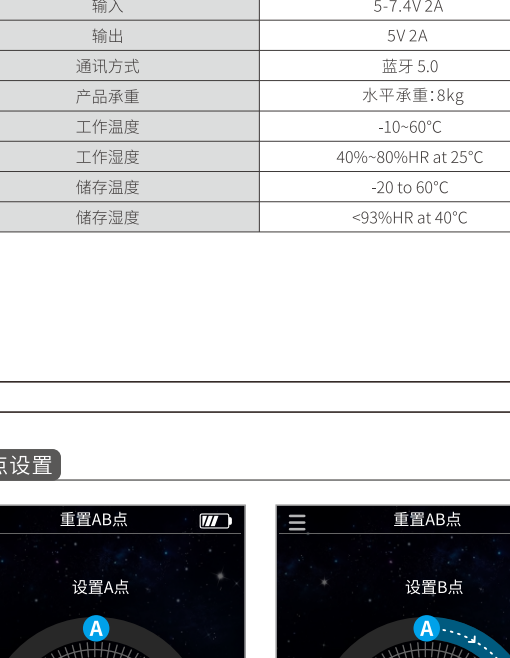 输入 5-7.4V 2A
输出 5V 2A
通讯方式 蓝牙 5.0
产品承重 水平承重:8kg
工作温度 -10~60°C
工作湿度 40%~80%HR at 25°C
储存温度 -20 to 60°C
储存湿度 <93%HR at 40°C
点设置
重置AB点 重置AB点
设置A点 设置B点
A A